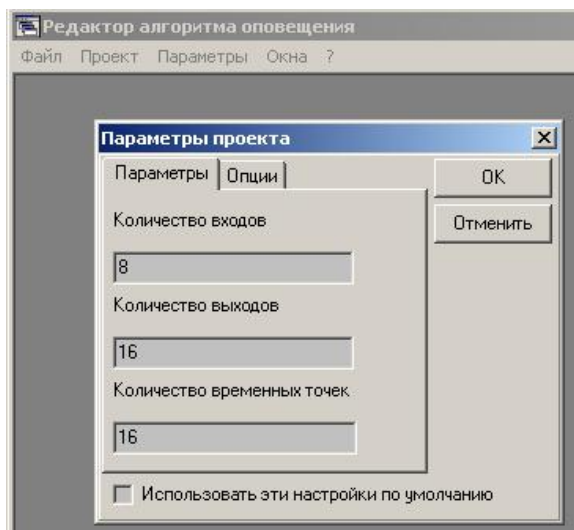 Редактор алгоритма оповещения
Файл Проект Параметры Окна ?
Параметры проекта
Параметры Опции
OK
Количество входов
Отменить
8
Количество выходов
16
Количество временных точек
16
Использовать эти настройки по умолчанию